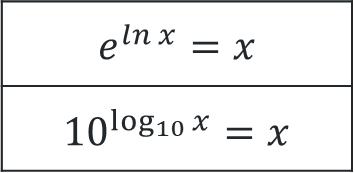 e^{ln x} = x
10^{log₁₀ x} = x